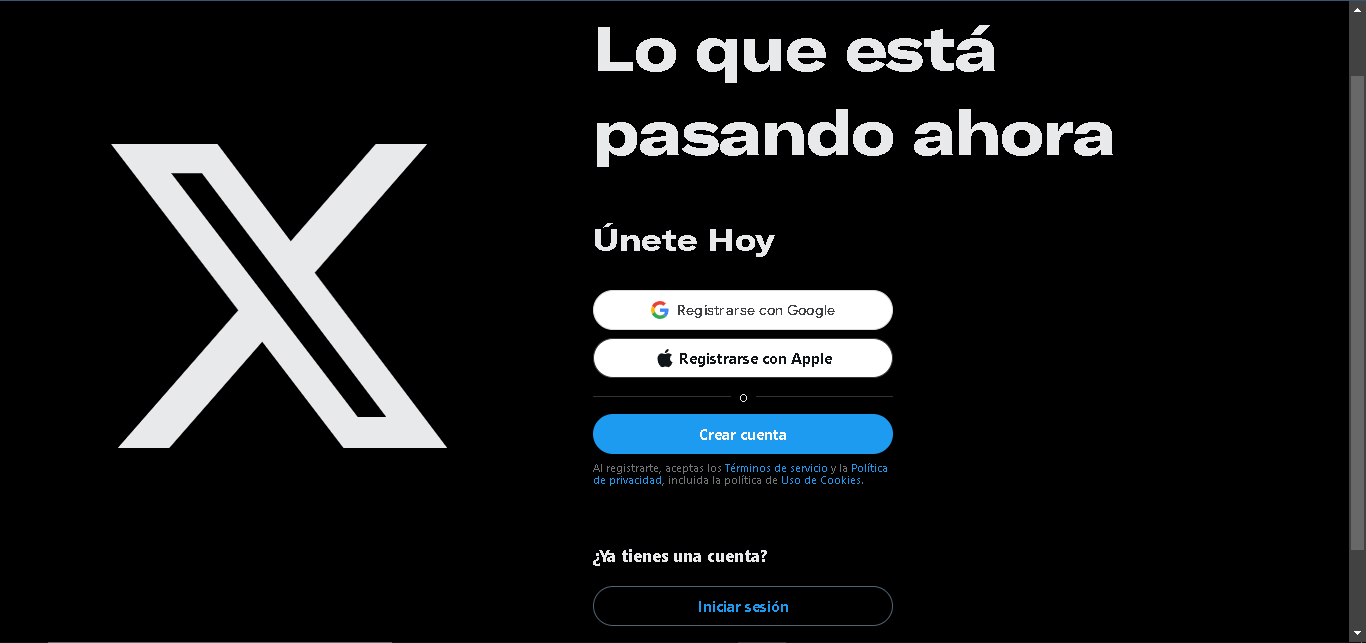 Lo que está
pasando ahora
Únete Hoy
Registrarse con Google
Registrarse con Apple
o
Crear cuenta
Al registrarte, aceptas los Términos de servicio y la Política
de privacidad, incluida la política de Uso de Cookies.
¿Ya tienes una cuenta?
Iniciar sesión